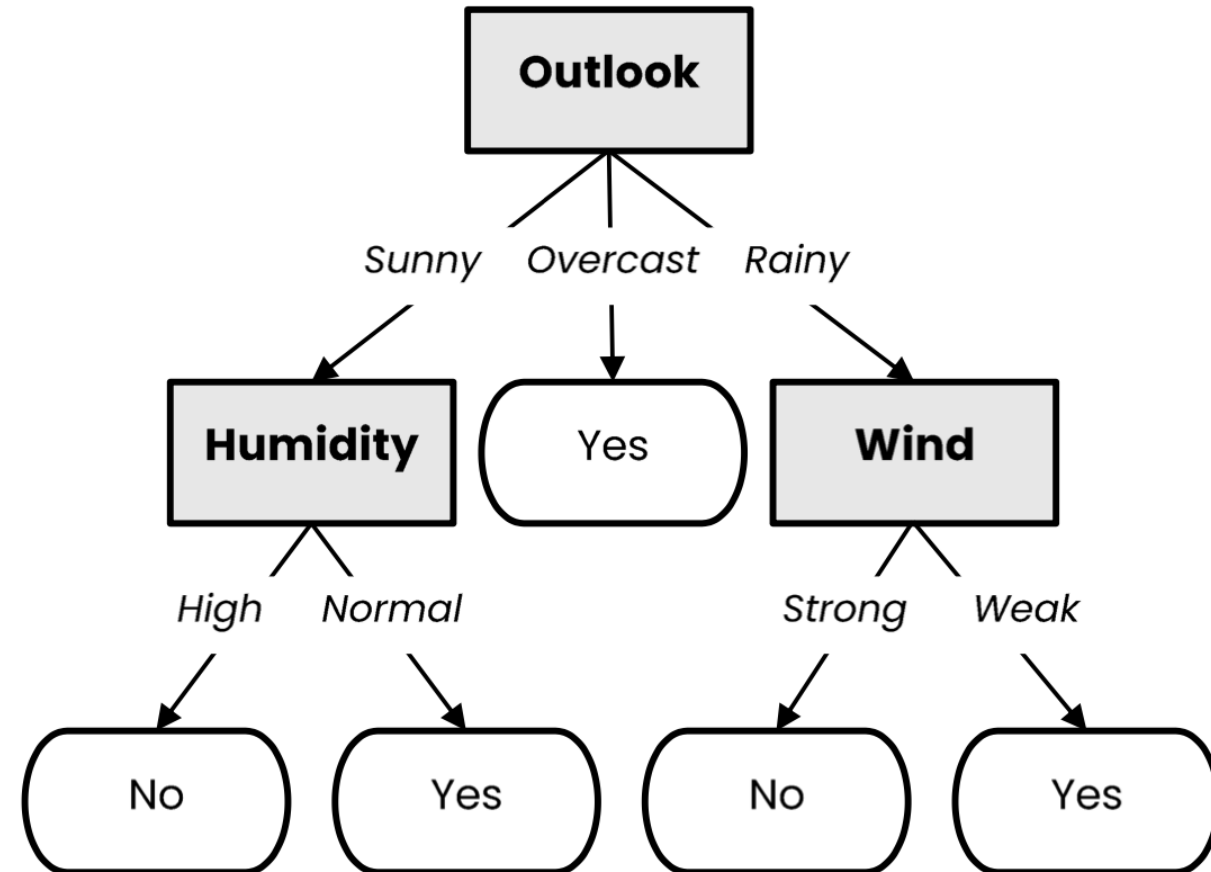 Outlook
Sunny Overcast Rainy
Humidity Yes Wind
High Normal Strong Weak
No Yes No Yes